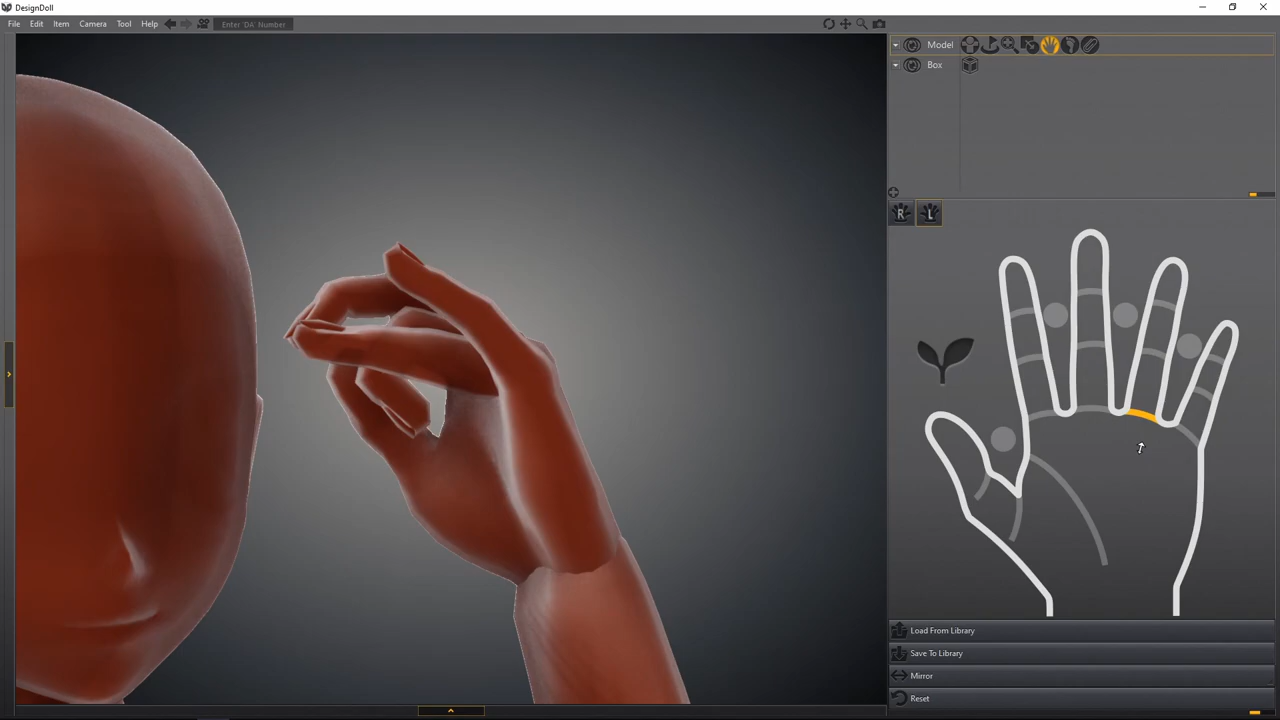 DesignDoll
File Edit Item Camera Tool Help Enter 'DA' Number
Model
Box
R L
Load From Library
Save To Library
Mirror
Reset